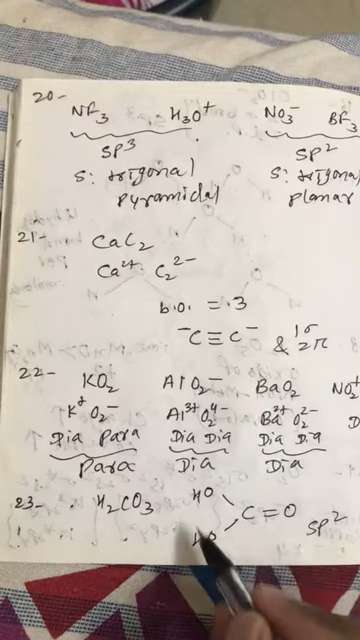 20-
NF3 H3O+ NO3- BF3
SP3 SP2
S: trigonal S: trigonal
pyramidal planar
21- CaC2
Ca2+ C2^2-
b.o. = 3
-C≡C- & 1σ 2π
22- KO2 AlO2- BaO2 NO2+
K+ O2- Al3+ O2^4- Ba2+ O2^2-
Dia Para Dia Dia Dia Dia
Para Dia Dia
23- H2CO3 HO C=O SP2